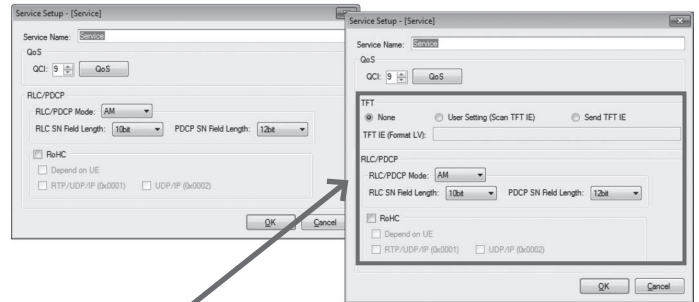 Service Setup - [Service]
Service Name: Service
QoS
QCI: 9 QoS
RLC/PDCP
RLC/PDCP Mode: AM
RLC SN Field Length: 10bit PDCP SN Field Length: 12bit
RoHC
Depend on UE
RTP/UDP/IP (0x0001) UDP/IP (0x0002)
OK Cancel
Service Setup - [Service]
Service Name: Service
QoS
QCI: 9 QoS
TFT
None User Setting (Scan TFT IE) Send TFT IE
TFT IE (Format LV):
RLC/PDCP
RLC/PDCP Mode: AM
RLC SN Field Length: 10bit PDCP SN Field Length: 12bit
RoHC
Depend on UE
RTP/UDP/IP (0x0001) UDP/IP (0x0002)
OK Cancel